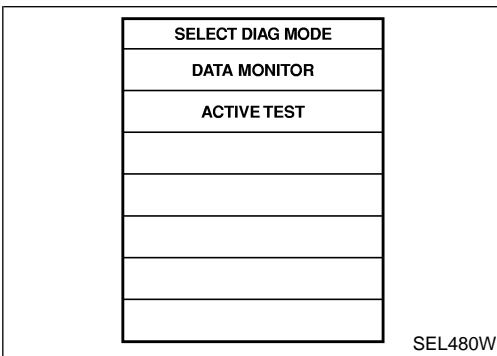 SELECT DIAG MODE
DATA MONITOR
ACTIVE TEST
SEL480W